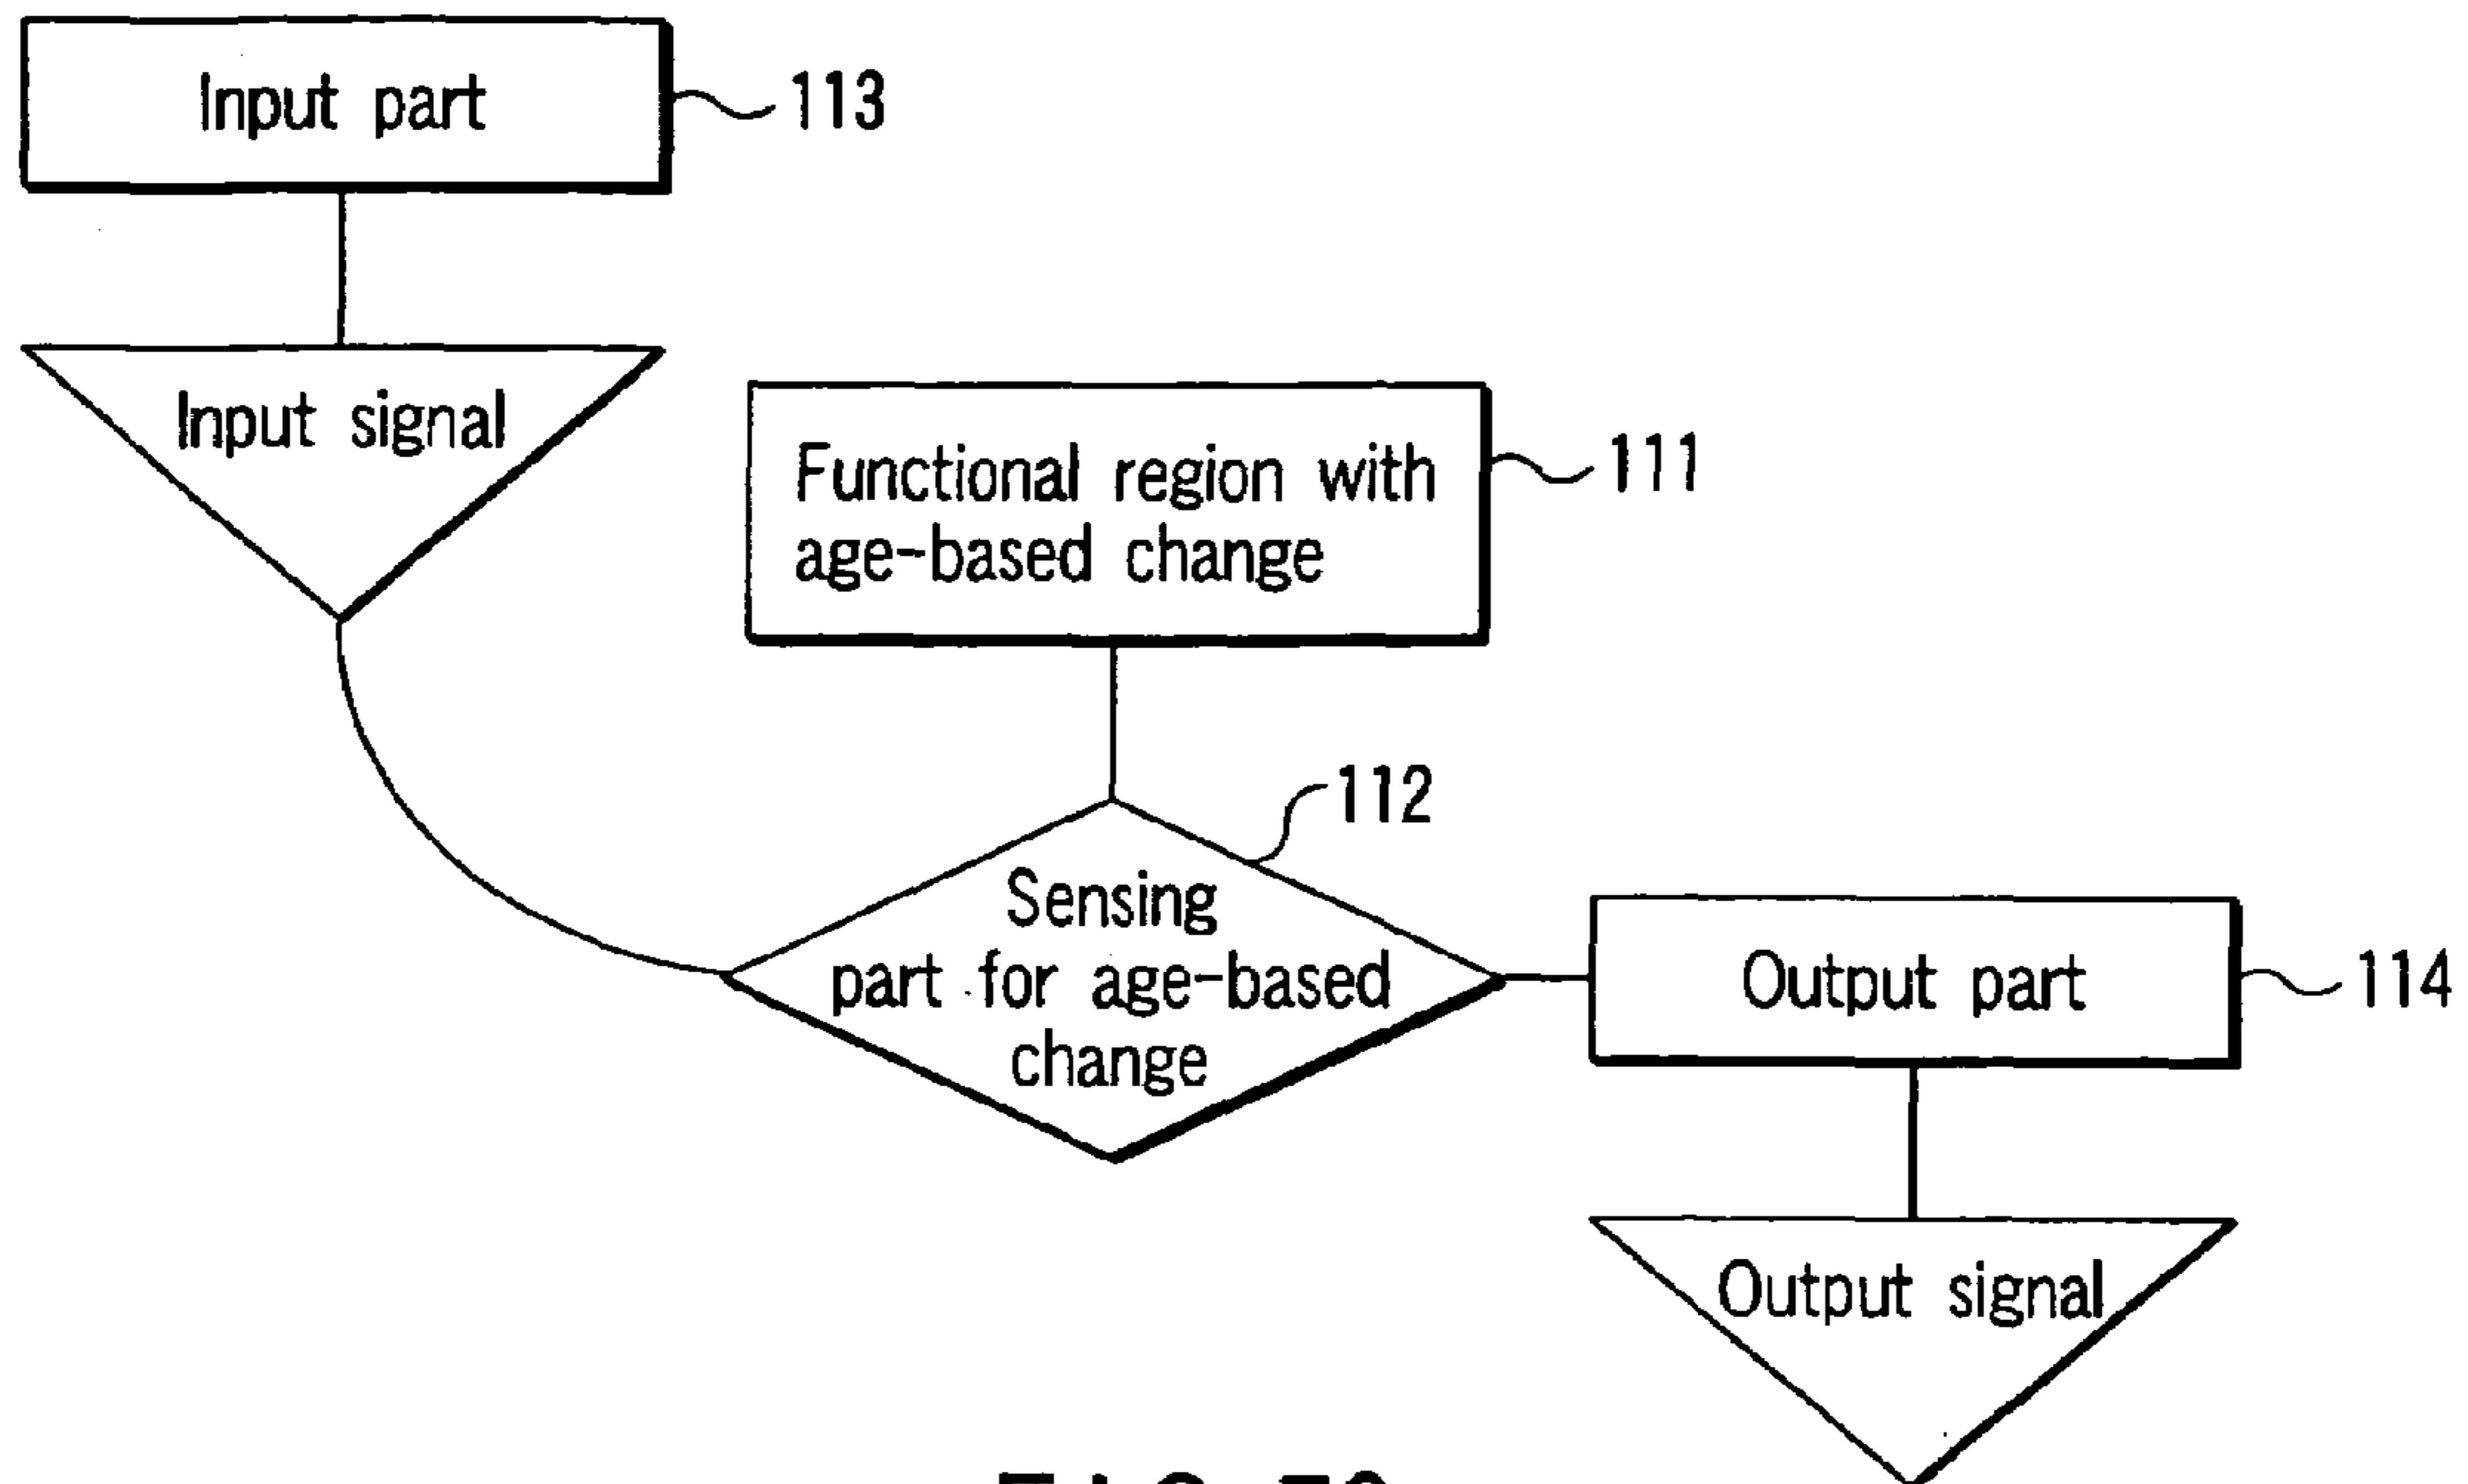 Input part
113
Input signal
Functional region with
age-based change
111
112
Sensing
part for age-based
change
Output part
114
Output signal